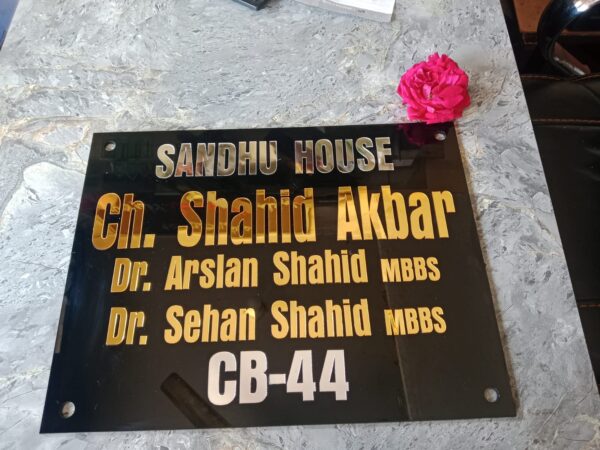 SANDHU HOUSE
Ch. Shahid Akbar
Dr. Arslan Shahid MBBS
Dr. Sehan Shahid MBBS
CB-44